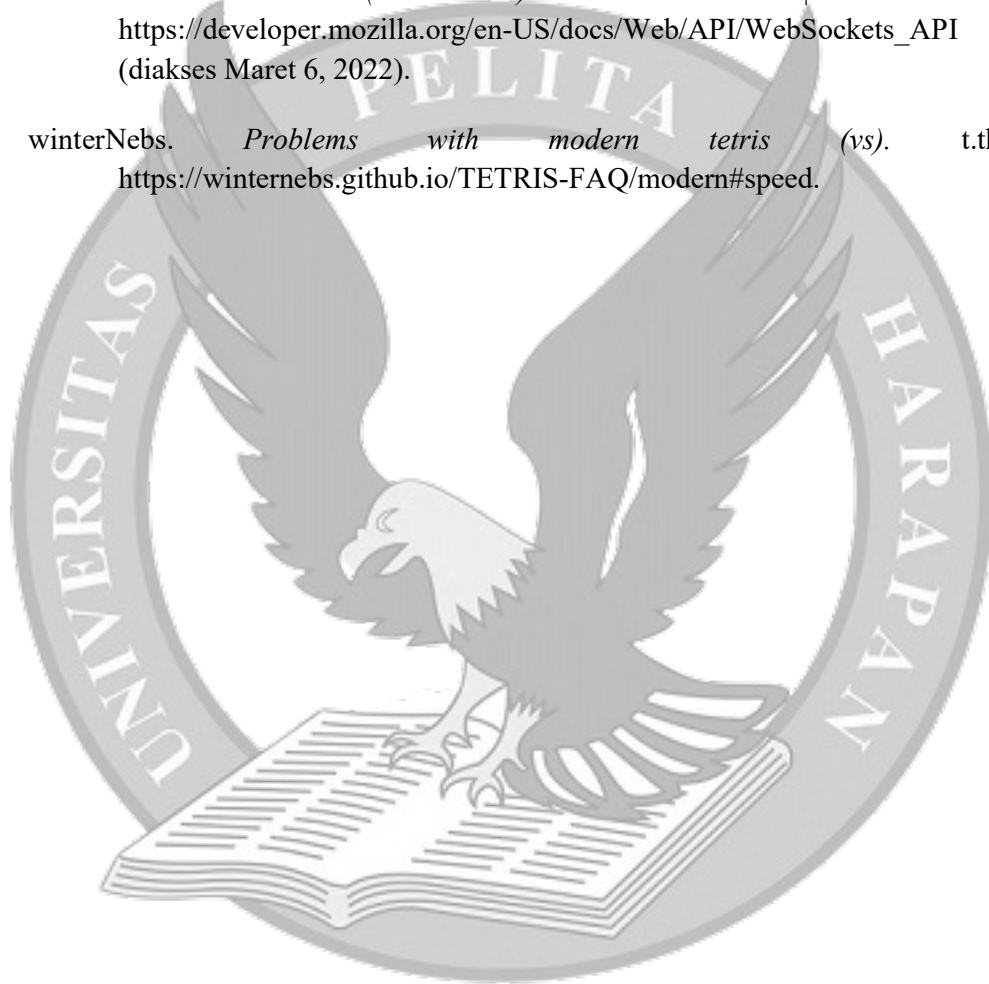 https://developer.mozilla.org/en-US/docs/Web/API/WebSockets_API
(diakses Maret 6, 2022).
PELITA
winterNebs. Problems with modern tetris (vs).
https://winternebs.github.io/TETRIS-FAQ/modern#speed.
UNIVERSITAS
HARAPAN